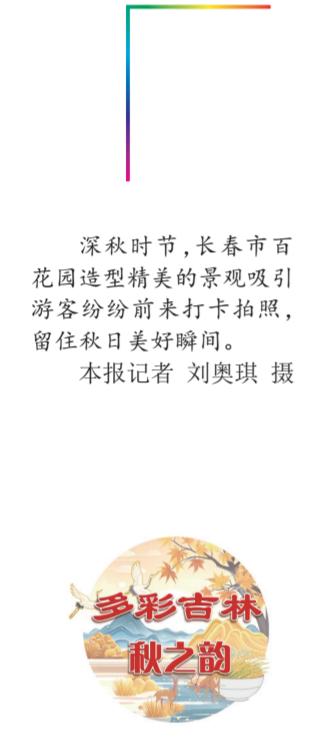 深秋时节，长春市百
花园造型精美的景观吸引
游客纷纷前来打卡拍照，
留住秋日美好瞬间。
本报记者 刘奥琪 摄
多彩吉林
秋之韵